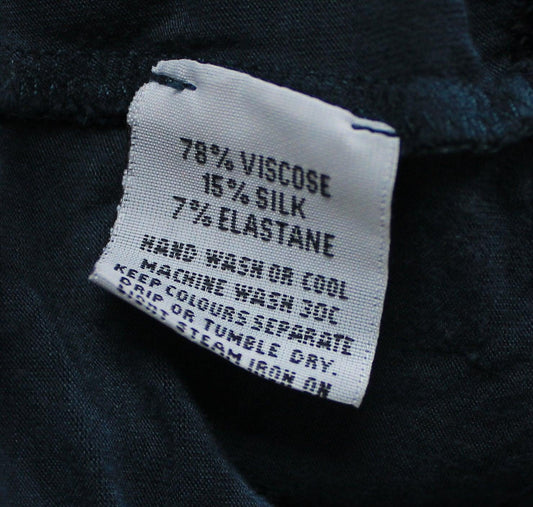 78% VISCOSE
15% SILK
7% ELASTANE
HAND WASH OR COOL
MACHINE WASH 30C
KEEP COLOURS SEPARATE
DRIP OR TUMBLE DRY.
LIGHT STEAM IRON ON